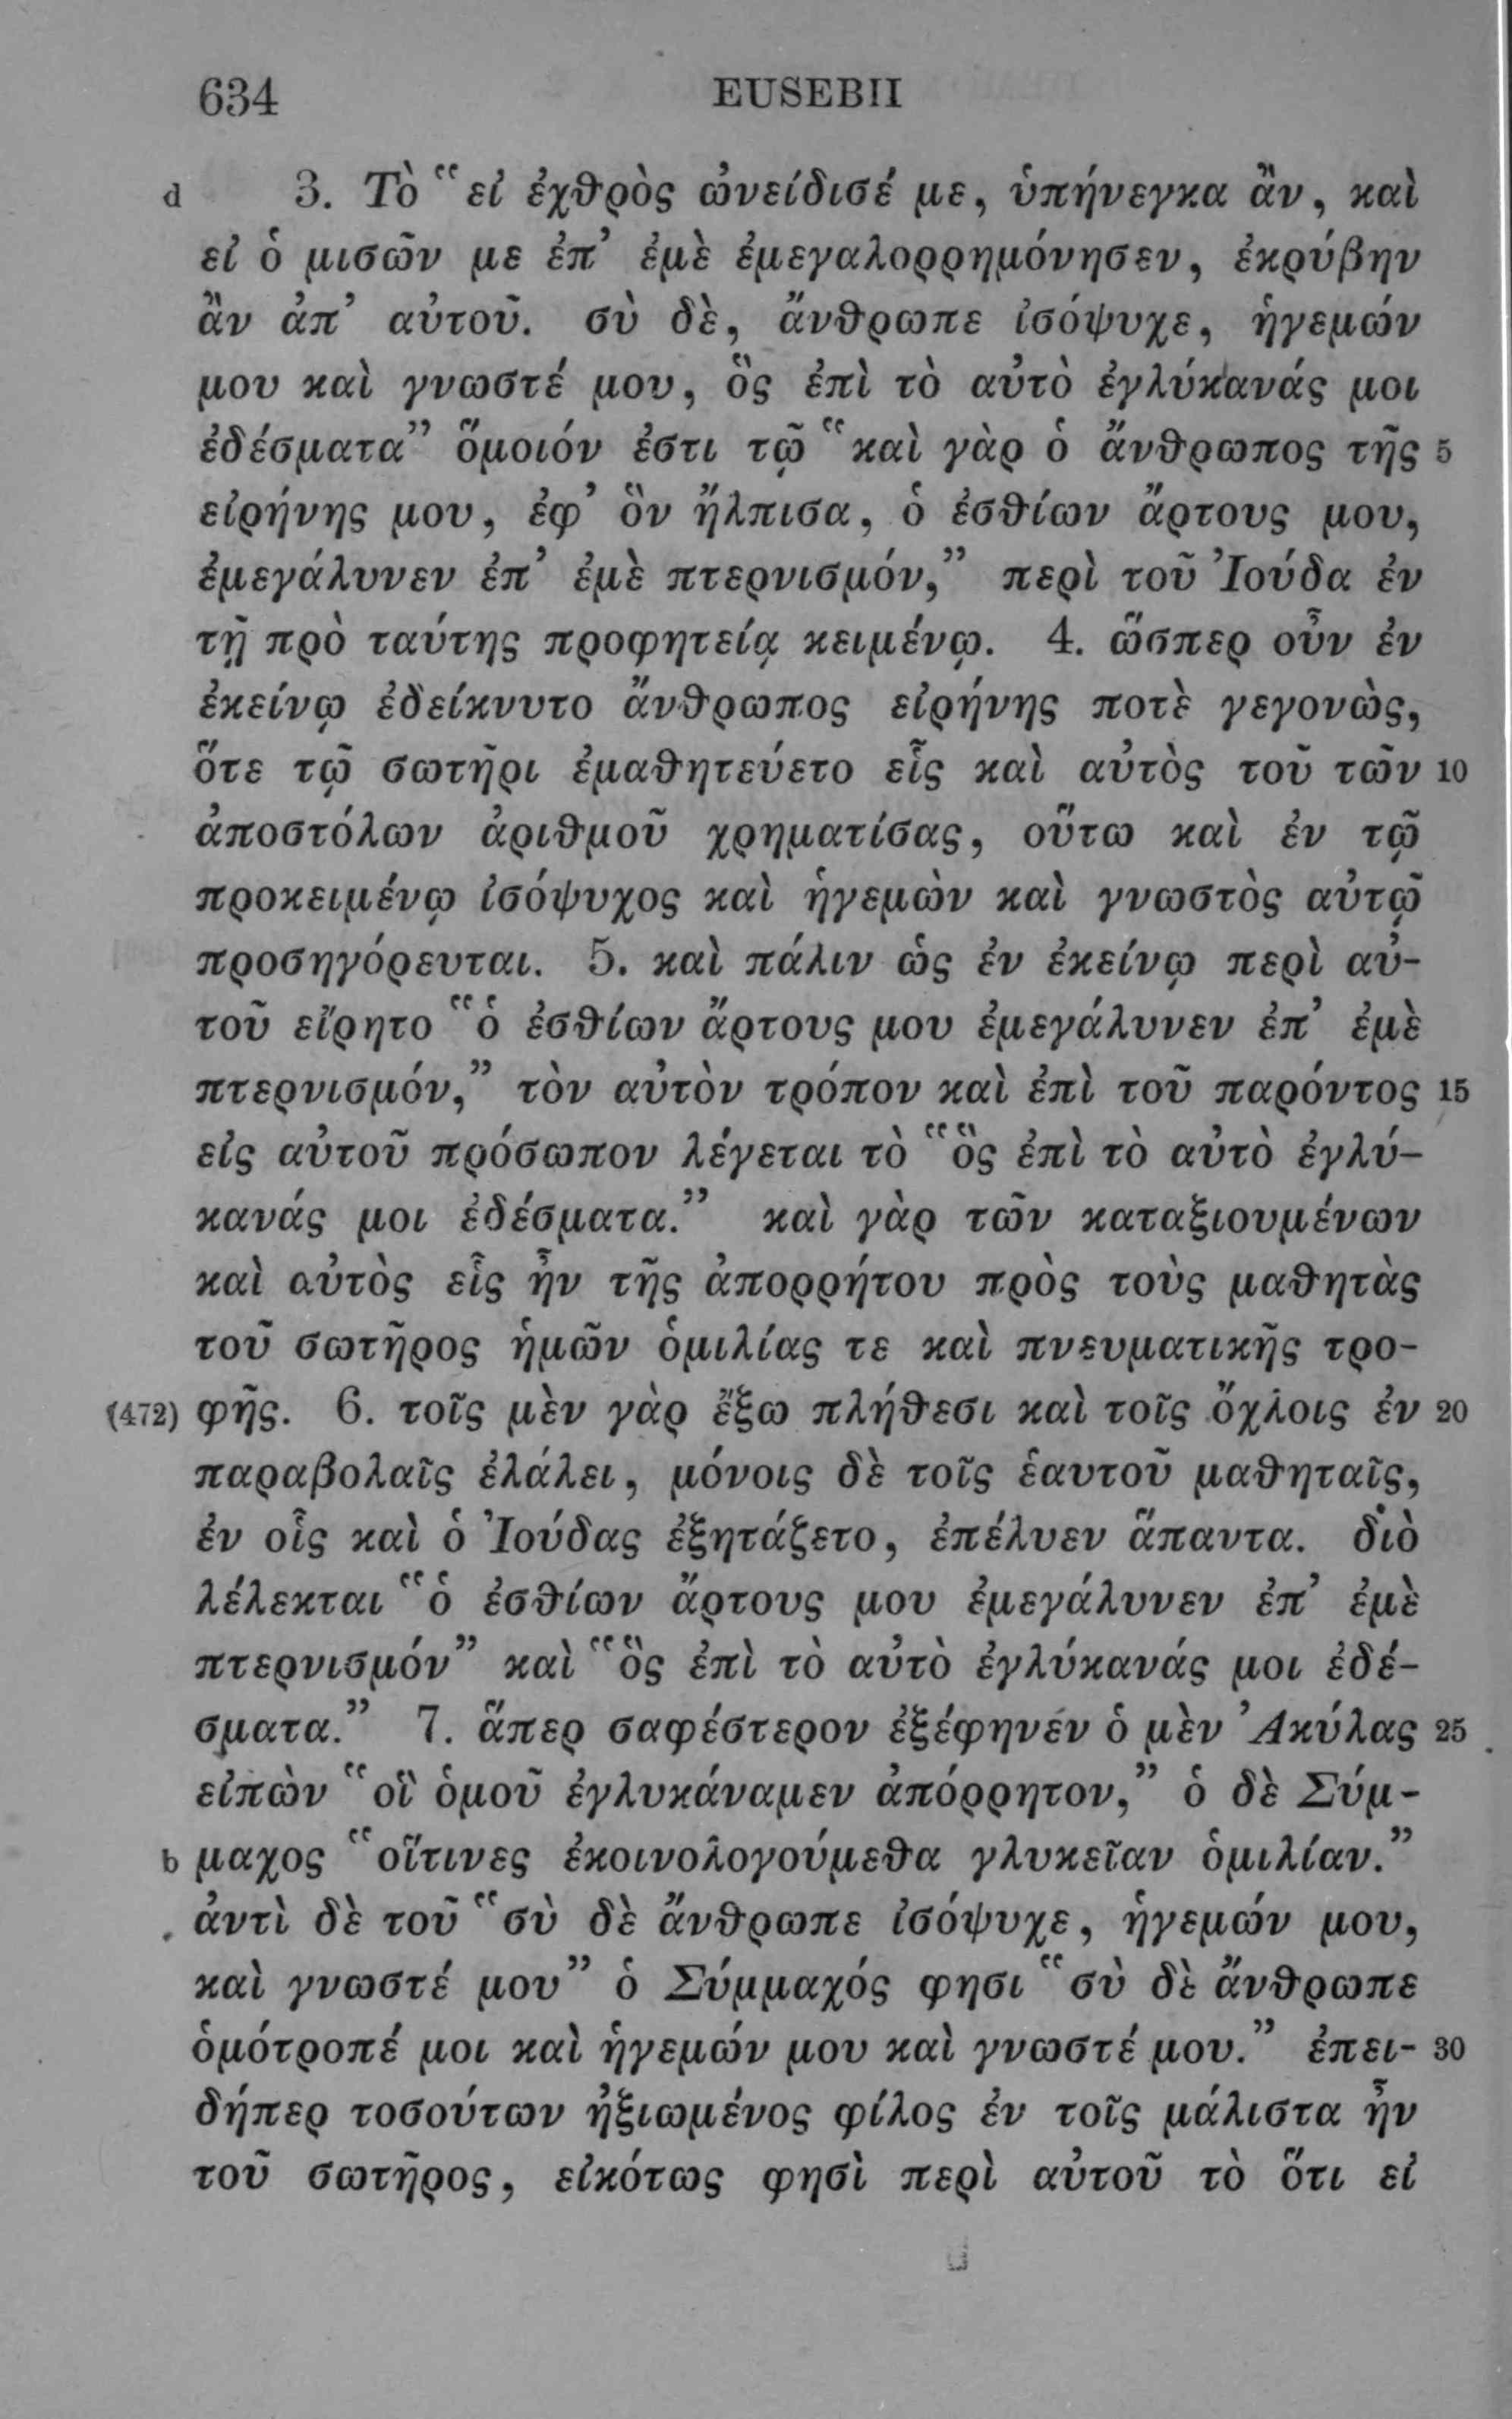 634 EUSEBII
d 3. Τὸ “εἰ ἐχθρὸς ὠνείδισέ με, ὑπήνεγκα ἂν, καὶ
εἰ ὁ μισῶν με ἐπ’ ἐμὲ ἐμεγαλορρημόνησεν, ἐκρύβην
ἂν ἀπ’ αὐτοῦ. σὺ δὲ, ἄνθρωπε ἰσόψυχε, ἡγεμών
μου καὶ γνωστέ μου, ὃς ἐπὶ τὸ αὐτὸ ἐγλύκανάς μοι
ἐδέσματα” ὅμοιόν ἐστι τῷ “καὶ γὰρ ὁ ἄνθρωπος τῆς 5
εἰρήνης μου, ἐφ’ ὃν ἤλπισα, ὁ ἐσθίων ἄρτους μου,
ἐμεγάλυνεν ἐπ’ ἐμὲ πτερνισμόν,” περὶ τοῦ Ἰούδα ἐν
τῇ πρὸ ταύτης προφητείᾳ κειμένῳ. 4. ὥσπερ οὖν ἐν
ἐκείνῳ ἐδείκνυτο ἄνθρωπος εἰρήνης ποτὲ γεγονὼς,
ὅτε τῷ σωτῆρι ἐμαθητεύετο εἷς καὶ αὐτὸς τοῦ τῶν 10
ἀποστόλων ἀριθμοῦ χρηματίσας, οὕτω καὶ ἐν τῷ
προκειμένῳ ἰσόψυχος καὶ ἡγεμὼν καὶ γνωστὸς αὐτῷ
προσηγόρευται. 5. καὶ πάλιν ὡς ἐν ἐκείνῳ περὶ αὐ-
τοῦ εἴρητο “ὁ ἐσθίων ἄρτους μου ἐμεγάλυνεν ἐπ’ ἐμὲ
πτερνισμόν,” τὸν αὐτὸν τρόπον καὶ ἐπὶ τοῦ παρόντος 15
εἰς αὐτοῦ πρόσωπον λέγεται τὸ “ὃς ἐπὶ τὸ αὐτὸ ἐγλύ-
κανάς μοι ἐδέσματα.” καὶ γὰρ τῶν καταξιουμένων
καὶ αὐτὸς εἷς ἦν τῆς ἀπορρήτου πρὸς τοὺς μαθητὰς
τοῦ σωτῆρος ἡμῶν ὁμιλίας τε καὶ πνευματικῆς τρο-
(472) φῆς. 6. τοῖς μὲν γὰρ ἔξω πλήθεσι καὶ τοῖς ὄχλοις ἐν 20
παραβολαῖς ἐλάλει, μόνοις δὲ τοῖς ἑαυτοῦ μαθηταῖς,
ἐν οἷς καὶ ὁ Ἰούδας ἐξητάζετο, ἐπέλυεν ἅπαντα. διὸ
λέλεκται “ὁ ἐσθίων ἄρτους μου ἐμεγάλυνεν ἐπ’ ἐμὲ
πτερνισμόν” καὶ “ὃς ἐπὶ τὸ αὐτὸ ἐγλύκανάς μοι ἐδέ-
σματα.” 7. ἅπερ σαφέστερον ἐξέφηνέν ὁ μὲν Ἀκύλας 25
εἰπὼν “οἳ ὁμοῦ ἐγλυκάναμεν ἀπόρρητον,” ὁ δὲ Σύμ-
b μαχος “οἵτινες ἐκοινολογούμεθα γλυκεῖαν ὁμιλίαν.”
ἀντὶ δὲ τοῦ “σὺ δὲ ἄνθρωπε ἰσόψυχε, ἡγεμών μου,
καὶ γνωστέ μου” ὁ Σύμμαχός φησι “σὺ δὲ ἄνθρωπε
ὁμότροπέ μοι καὶ ἡγεμών μου καὶ γνωστέ μου.” ἐπει- 30
δήπερ τοσούτων ἠξιωμένος φίλος ἐν τοῖς μάλιστα ἦν
τοῦ σωτῆρος, εἰκότως φησὶ περὶ αὐτοῦ τὸ ὅτι εἰ